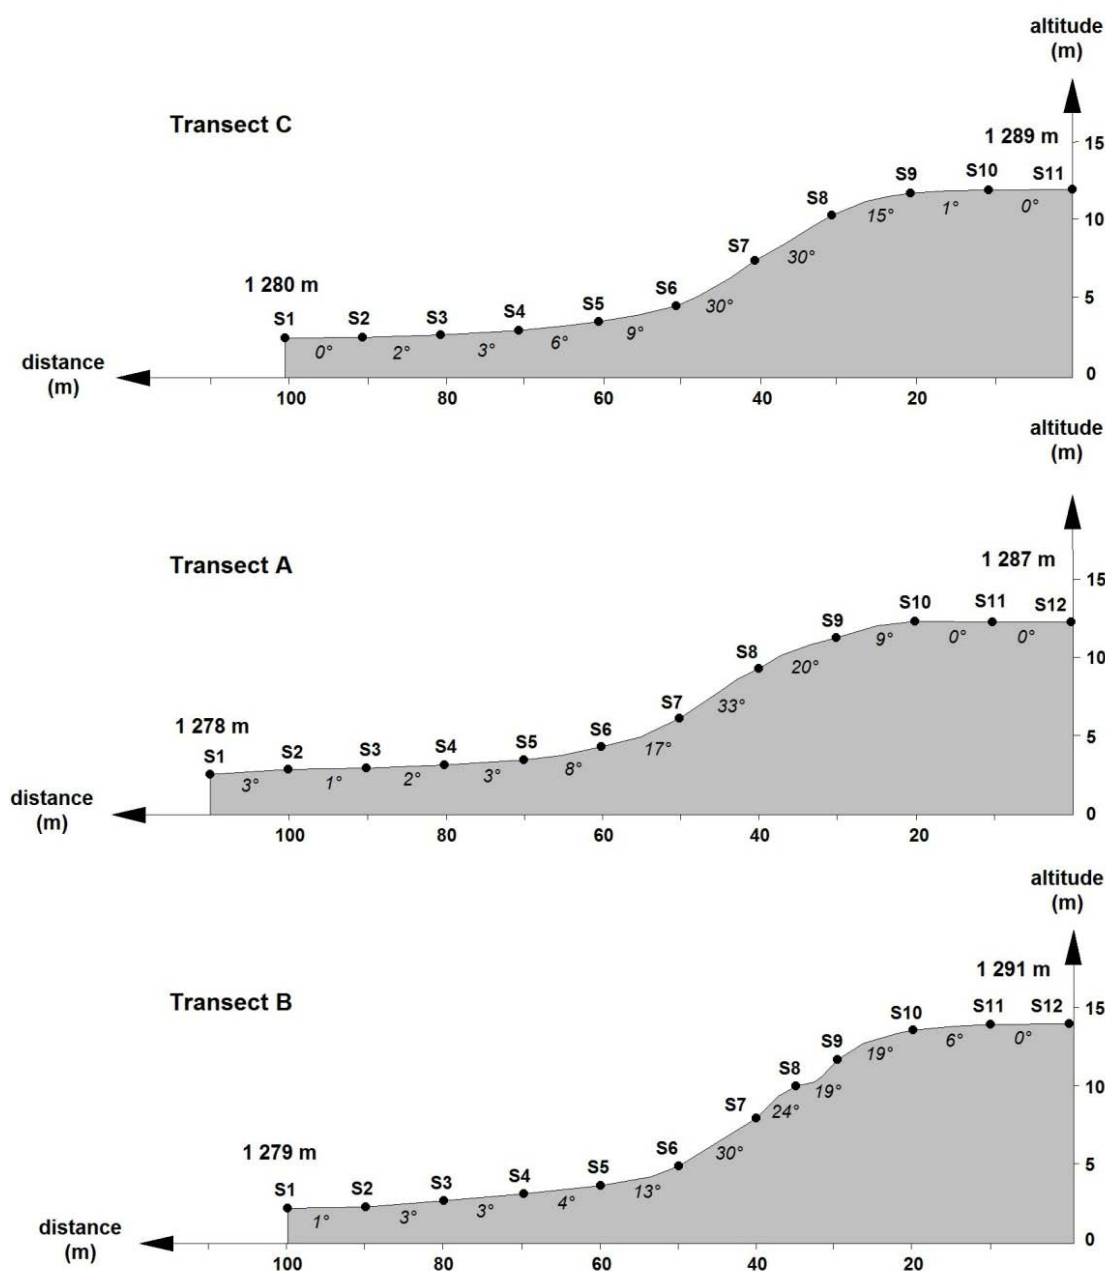 altitude
(m)
Transect C
1 289 m
15
S11
S10
S9
S8
0°
1°
15°
10
S7
30°
1 280 m
S6
5
S1
S2
S3
S4
S5
30°
0°
2°
3°
6°
9°
distance
(m)
0
100
80
60
40
20
altitude
(m)
Transect A
1 287 m
15
S10
S11
S12
S9
9°
0°
0°
S8
20°
10
S7
33°
1 278 m
S6
5
S1
S2
S3
S4
S5
17°
3°
1°
2°
3°
8°
distance
(m)
0
100
80
60
40
20
altitude
(m)
1 291 m
Transect B
S10
S11
S12
15
S9
6°
0°
S8
19°
19°
10
S7
24°
1 279 m
S6
30°
5
S1
S2
S3
S4
S5
13°
1°
3°
3°
4°
distance
(m)
0
100
80
60
40
20